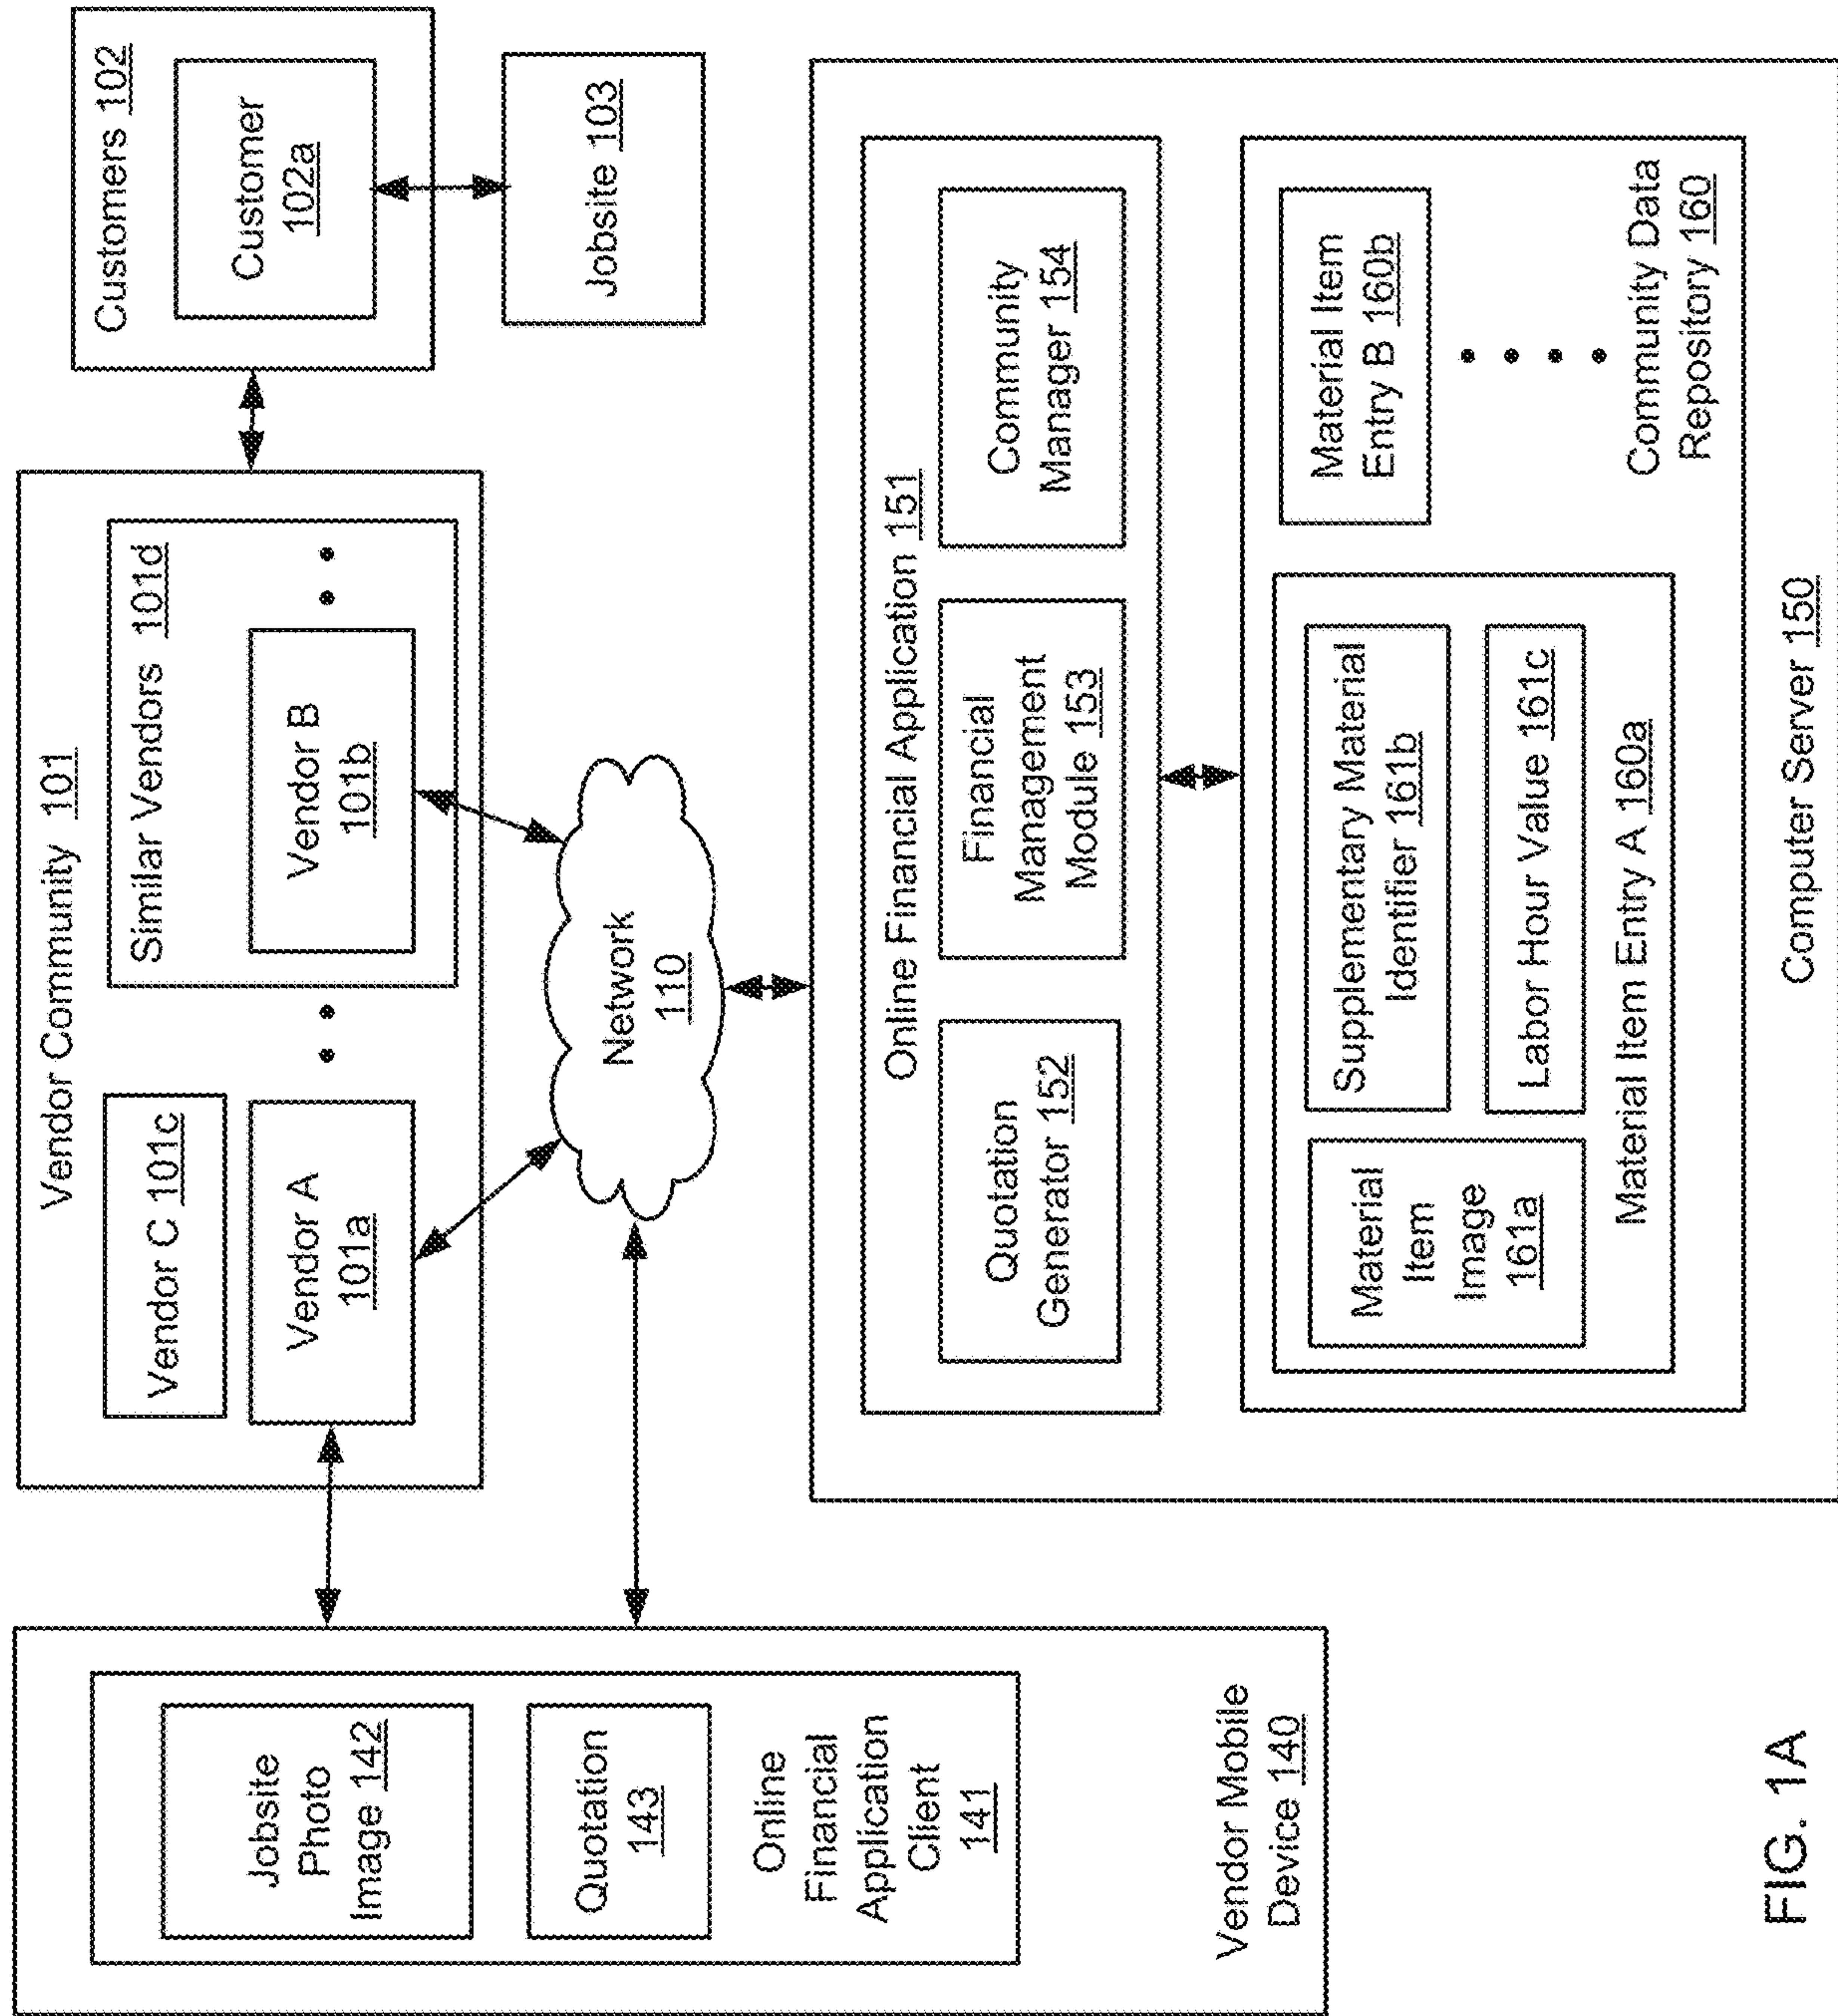 Vendor Mobile
Device 140
Jobsite
Photo
Image 142
Quotation
143
Online
Financial
Application
Client
141
Vendor Community 101
Vendor C 101c
Vendor A
101a
Similar Vendors 101d
Vendor B
101b
Customers 102
Customer
102a
Jobsite 103
Network
110
Online Financial Application 151
Quotation
Generator 152
Financial
Management
Module 153
Community
Manager 154
Material
Item
Image
161a
Supplementary Material
Identifier 161b
Labor Hour Value 161c
Material Item Entry A 160a
Material Item
Entry B 160b
Community Data
Repository 160
Computer Server 150
FIG. 1A